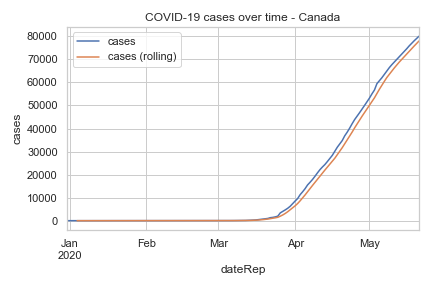 COVID-19 cases over time - Canada
cases
cases (rolling)
80000
70000
60000
50000
40000
30000
20000
10000
0
cases
Jan
2020
Feb
Mar
Apr
May
dateRep